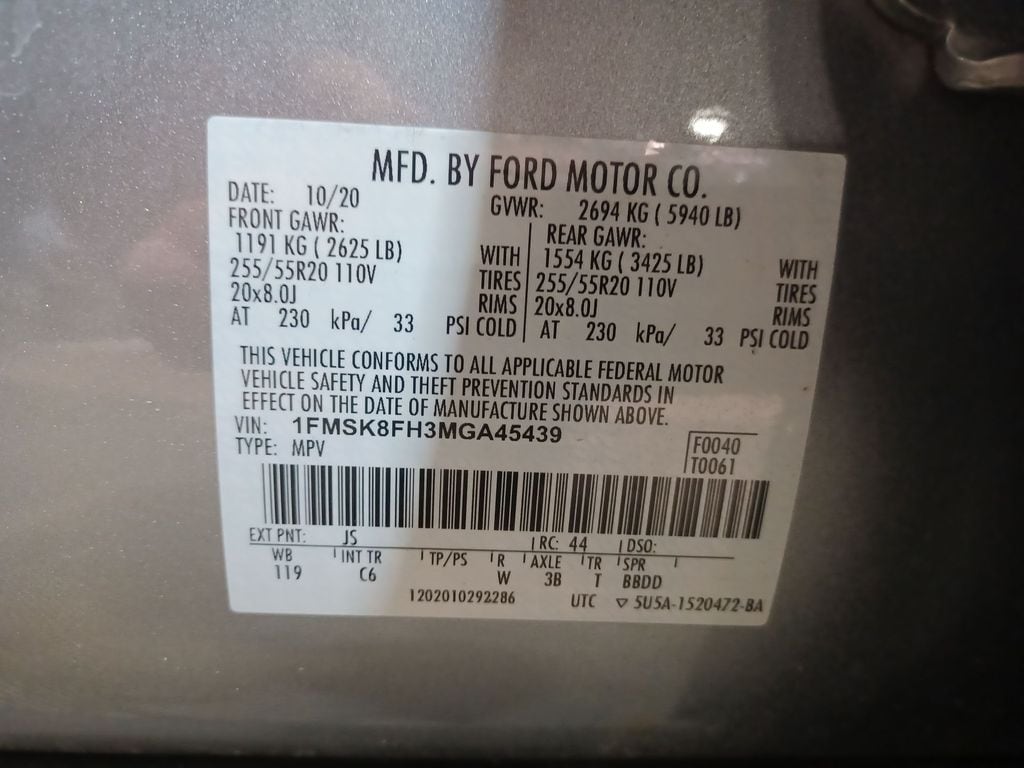 MFD. BY FORD MOTOR CO.
DATE: 10/20 GVWR: 2694 KG ( 5940 LB)
FRONT GAWR: REAR GAWR:
1191 KG ( 2625 LB) WITH 1554 KG ( 3425 LB) WITH
255/55R20 110V TIRES 255/55R20 110V TIRES
20x8.0J RIMS 20x8.0J RIMS
AT 230 kPa/ 33 PSI COLD AT 230 kPa/ 33 PSI COLD
THIS VEHICLE CONFORMS TO ALL APPLICABLE FEDERAL MOTOR
VEHICLE SAFETY AND THEFT PREVENTION STANDARDS IN
EFFECT ON THE DATE OF MANUFACTURE SHOWN ABOVE.
VIN: 1FMSK8FH3MGA45439
TYPE: MPV
F0040
T0061
EXT PNT: JS RC: 44 DSO:
WB INT TR TP/PS R AXLE TR SPR
119 C6 W 3B T BBDD
1202010292286 UTC ▽ 5U5A-1520472-BA